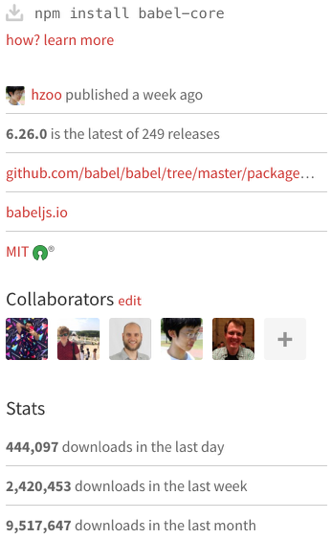 npm install babel-core
how? learn more
hzoo published a week ago
6.26.0 is the latest of 249 releases
github.com/babel/babel/tree/master/package…
babeljs.io
MIT ®
Collaborators edit
+
Stats
444,097 downloads in the last day
2,420,453 downloads in the last week
9,517,647 downloads in the last month